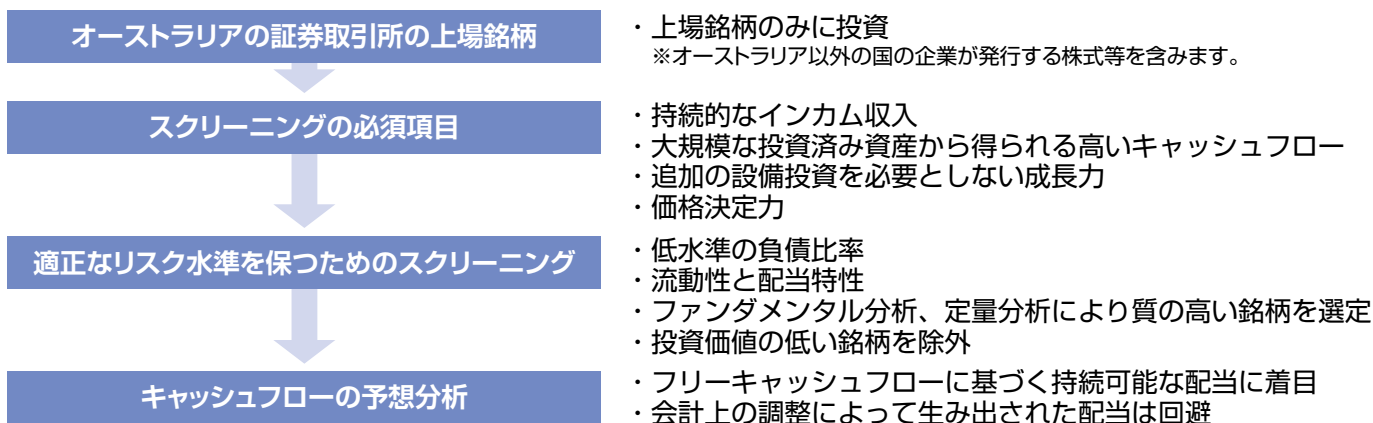 オーストラリアの証券取引所の上場銘柄
・上場銘柄のみに投資
※オーストラリア以外の国の企業が発行する株式等を含みます。
スクリーニングの必須項目
・持続的なインカム収入
・大規模な投資済み資産から得られる高いキャッシュフロー
・追加の設備投資を必要としない成長力
・価格決定力
適正なリスク水準を保つためのスクリーニング
・低水準の負債比率
・流動性と配当特性
・ファンダメンタル分析、定量分析により質の高い銘柄を選定
・投資価値の低い銘柄を除外
キャッシュフローの予想分析
・フリーキャッシュフローに基づく持続可能な配当に着目
・会計上の調整によって生み出された配当は回避